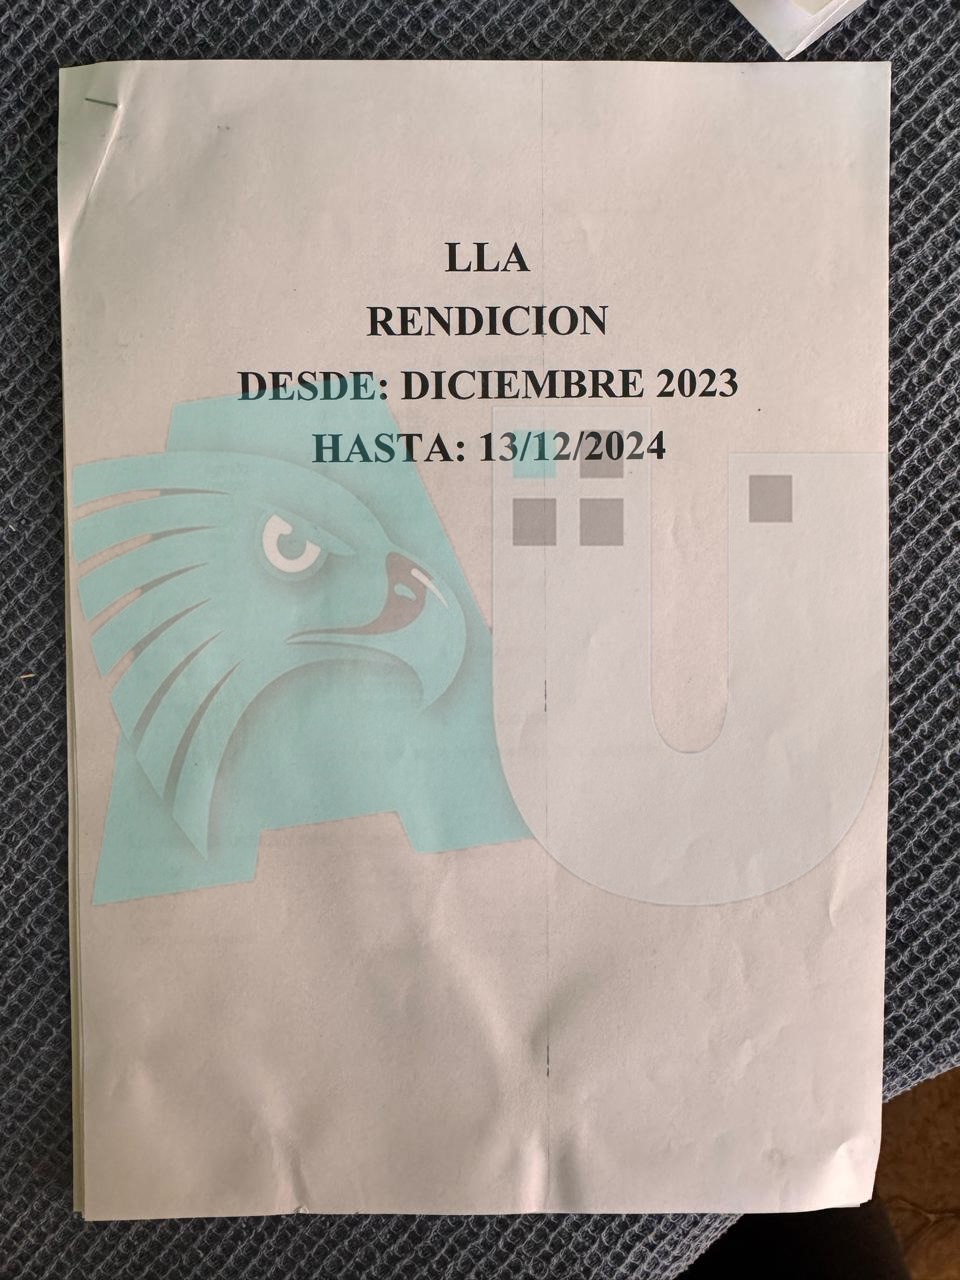 LLA
RENDICION
DESDE: DICIEMBRE 2023
HASTA: 13/12/2024